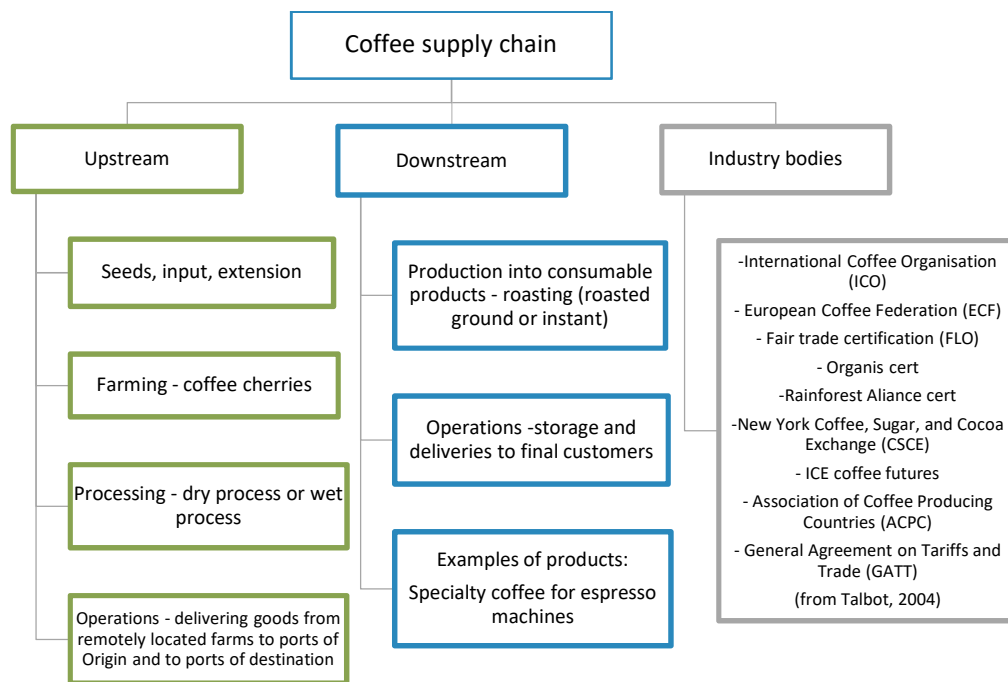 Coffee supply chain
Upstream
Seeds, input, extension
Farming - coffee cherries
Processing - dry process or wet
process
Operations - delivering goods from
remotely located farms to ports of
Origin and to ports of destination
Downstream
Production into consumable
products - roasting (roasted
ground or instant)
Operations -storage and
deliveries to final customers
Examples of products:
Specialty coffee for espresso
machines
Industry bodies
-International Coffee Organisation
(ICO)
- European Coffee Federation (ECF)
- Fair trade certification (FLO)
- Organis cert
-Rainforest Aliance cert
-New York Coffee, Sugar, and Cocoa
Exchange (CSCE)
- ICE coffee futures
- Association of Coffee Producing
Countries (ACPC)
- General Agreement on Tariffs and
Trade (GATT)
(from Talbot, 2004)